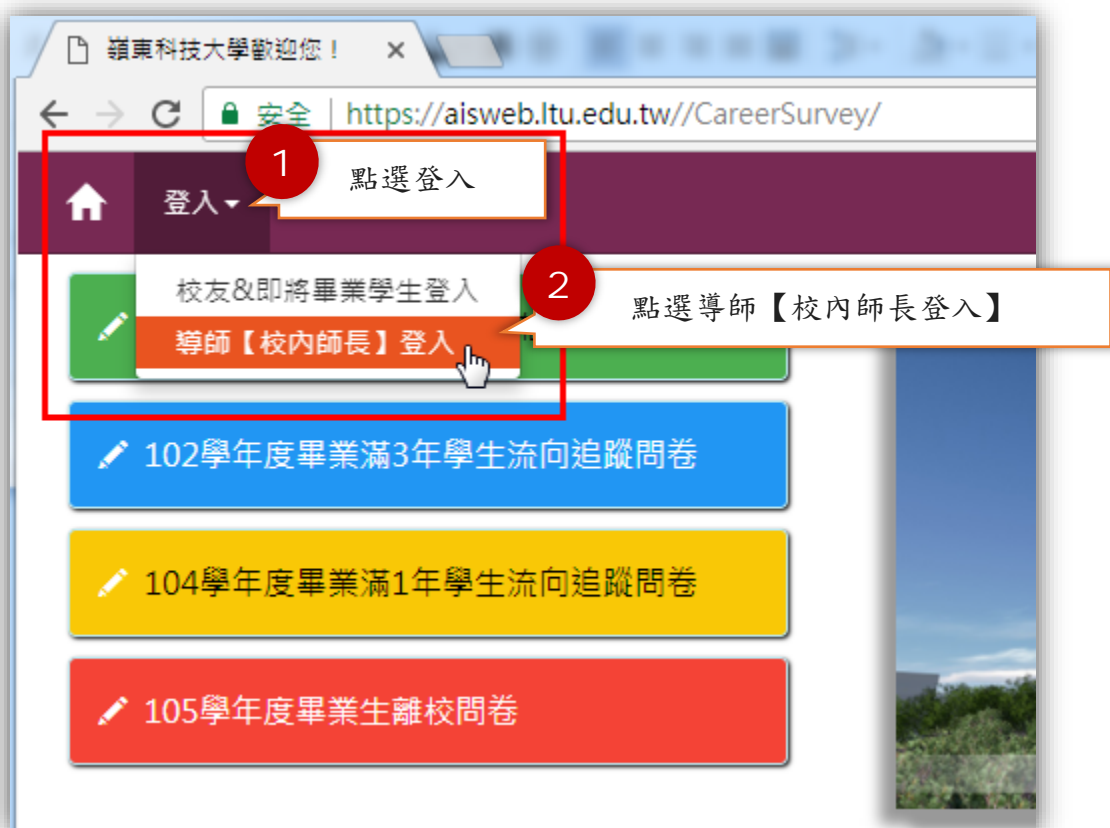 嶺東科技大學歡迎您！
安全 | https://aisweb.ltu.edu.tw//CareerSurvey/
1
點選登入
登入
校友&即將畢業學生登入
2
點選導師【校內師長登入】
導師【校內師長】登入
102學年度畢業滿3年學生流向追蹤問卷
104學年度畢業滿1年學生流向追蹤問卷
105學年度畢業生離校問卷